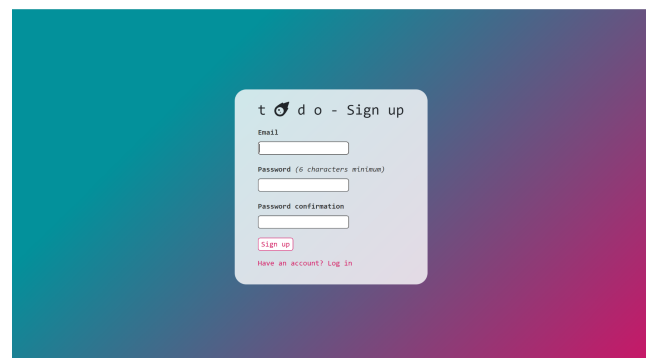 t o d o - Sign up
Email
Password (6 characters minimum)
Password confirmation
Sign up
Have an account? Log in